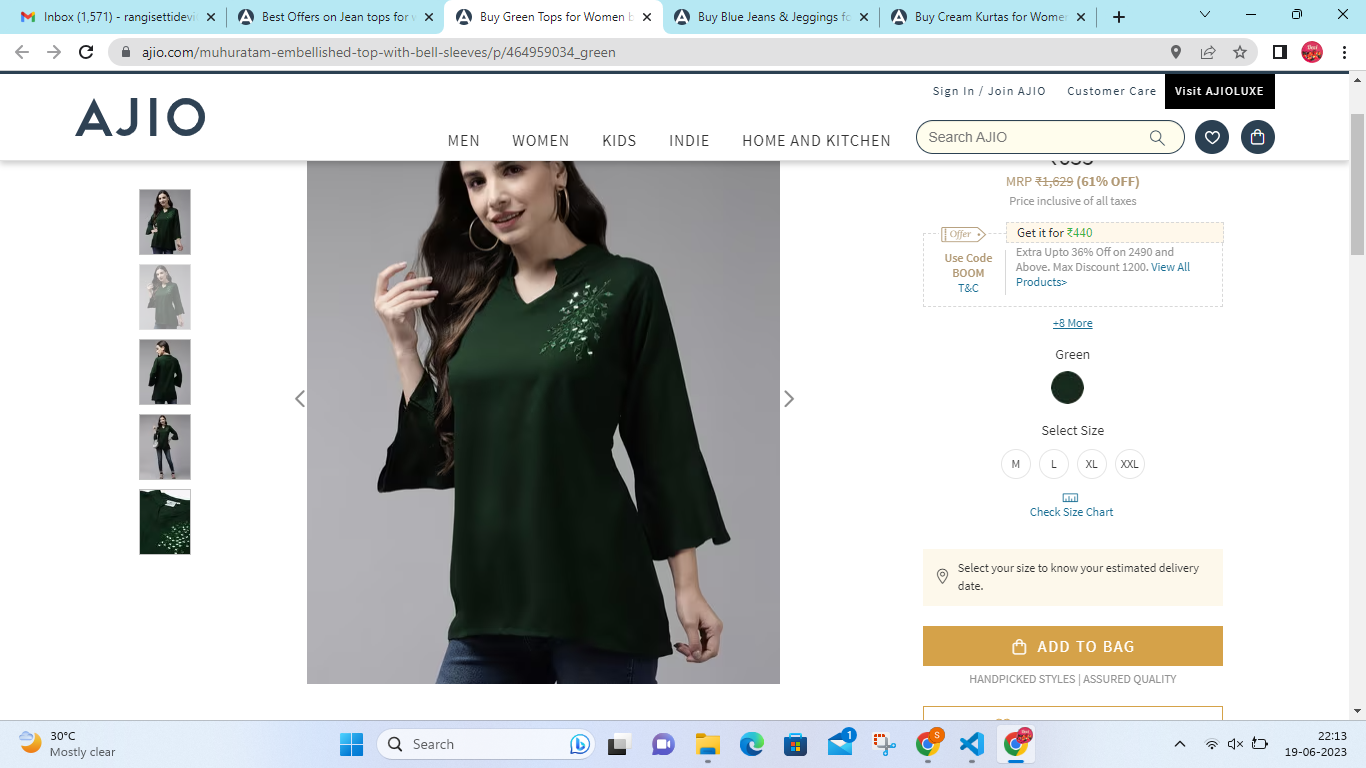 Inbox (1,571) - rangisettidevi
Best Offers on Jean tops for w
Buy Green Tops for Women b
Buy Blue Jeans & Jeggings fo
Buy Cream Kurtas for Women
ajio.com/muhuratam-embellished-top-with-bell-sleeves/p/464959034_green
Sign In / Join AJIO
Customer Care
Visit AJIOLUXE
AJIO
MEN
WOMEN
KIDS
INDIE
HOME AND KITCHEN
Search AJIO
MRP ₹1,629 (61% OFF)
Price inclusive of all taxes
Offer
Get it for ₹440
Use Code
BOOM
T&C
Extra Upto 36% Off on 2490 and
Above. Max Discount 1200. View All
Products>
+8 More
Green
Select Size
M
L
XL
XXL
Check Size Chart
Select your size to know your estimated delivery
date.
ADD TO BAG
HANDPICKED STYLES | ASSURED QUALITY
30°C
Mostly clear
Search
1
S
22:13
19-06-2023